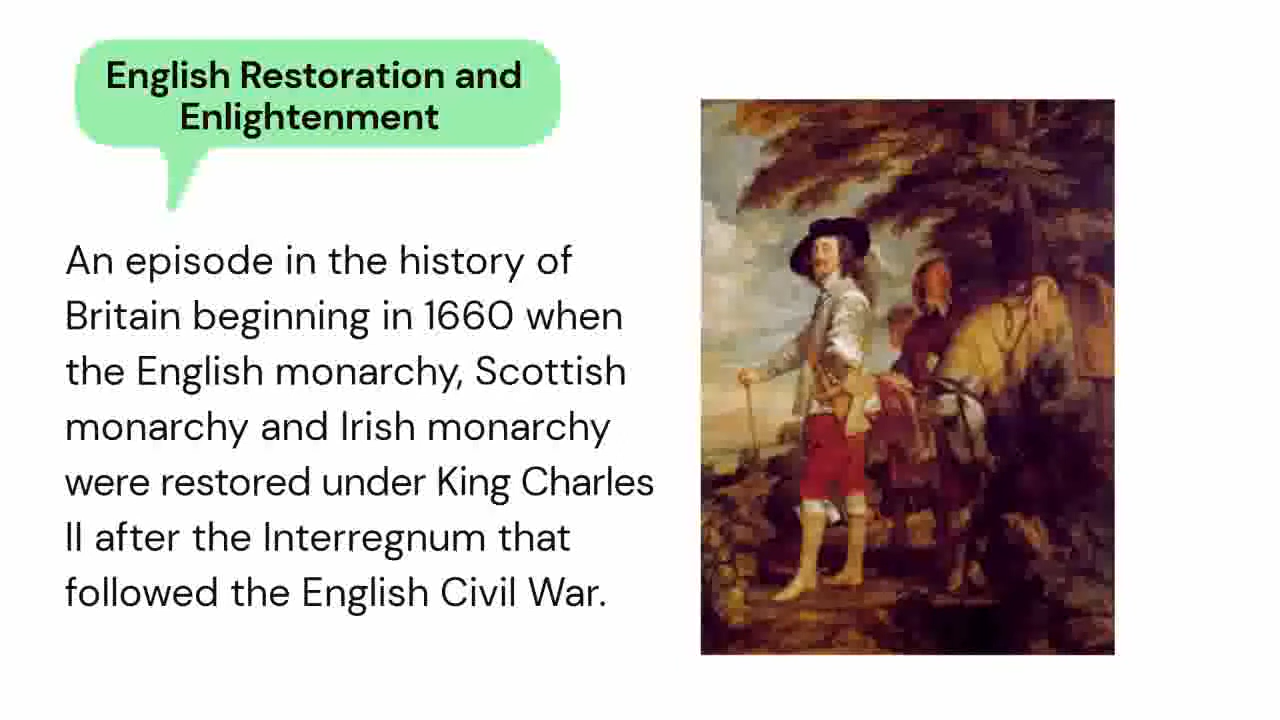 English Restoration and
Enlightenment
An episode in the history of
Britain beginning in 1660 when
the English monarchy, Scottish
monarchy and Irish monarchy
were restored under King Charles
II after the Interregnum that
followed the English Civil War.